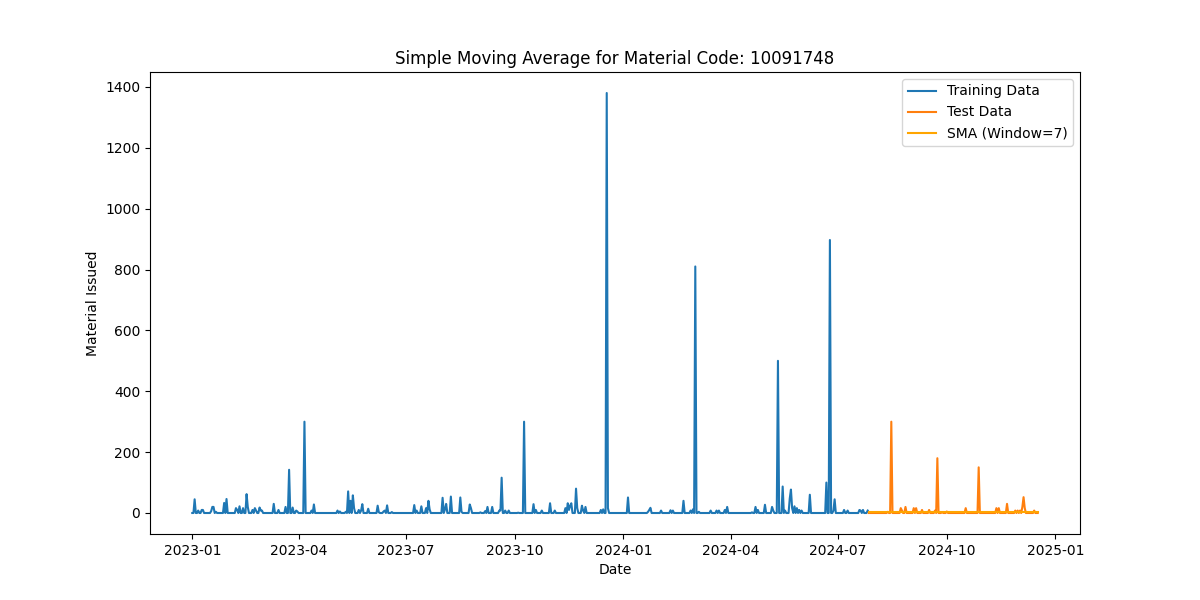 Simple Moving Average for Material Code: 10091748
Training Data
Test Data
SMA (Window=7)
Material Issued
1400
1200
1000
800
600
400
200
0
2023-01 2023-04 2023-07 2023-10 2024-01 2024-04 2024-07 2024-10 2025-01
Date